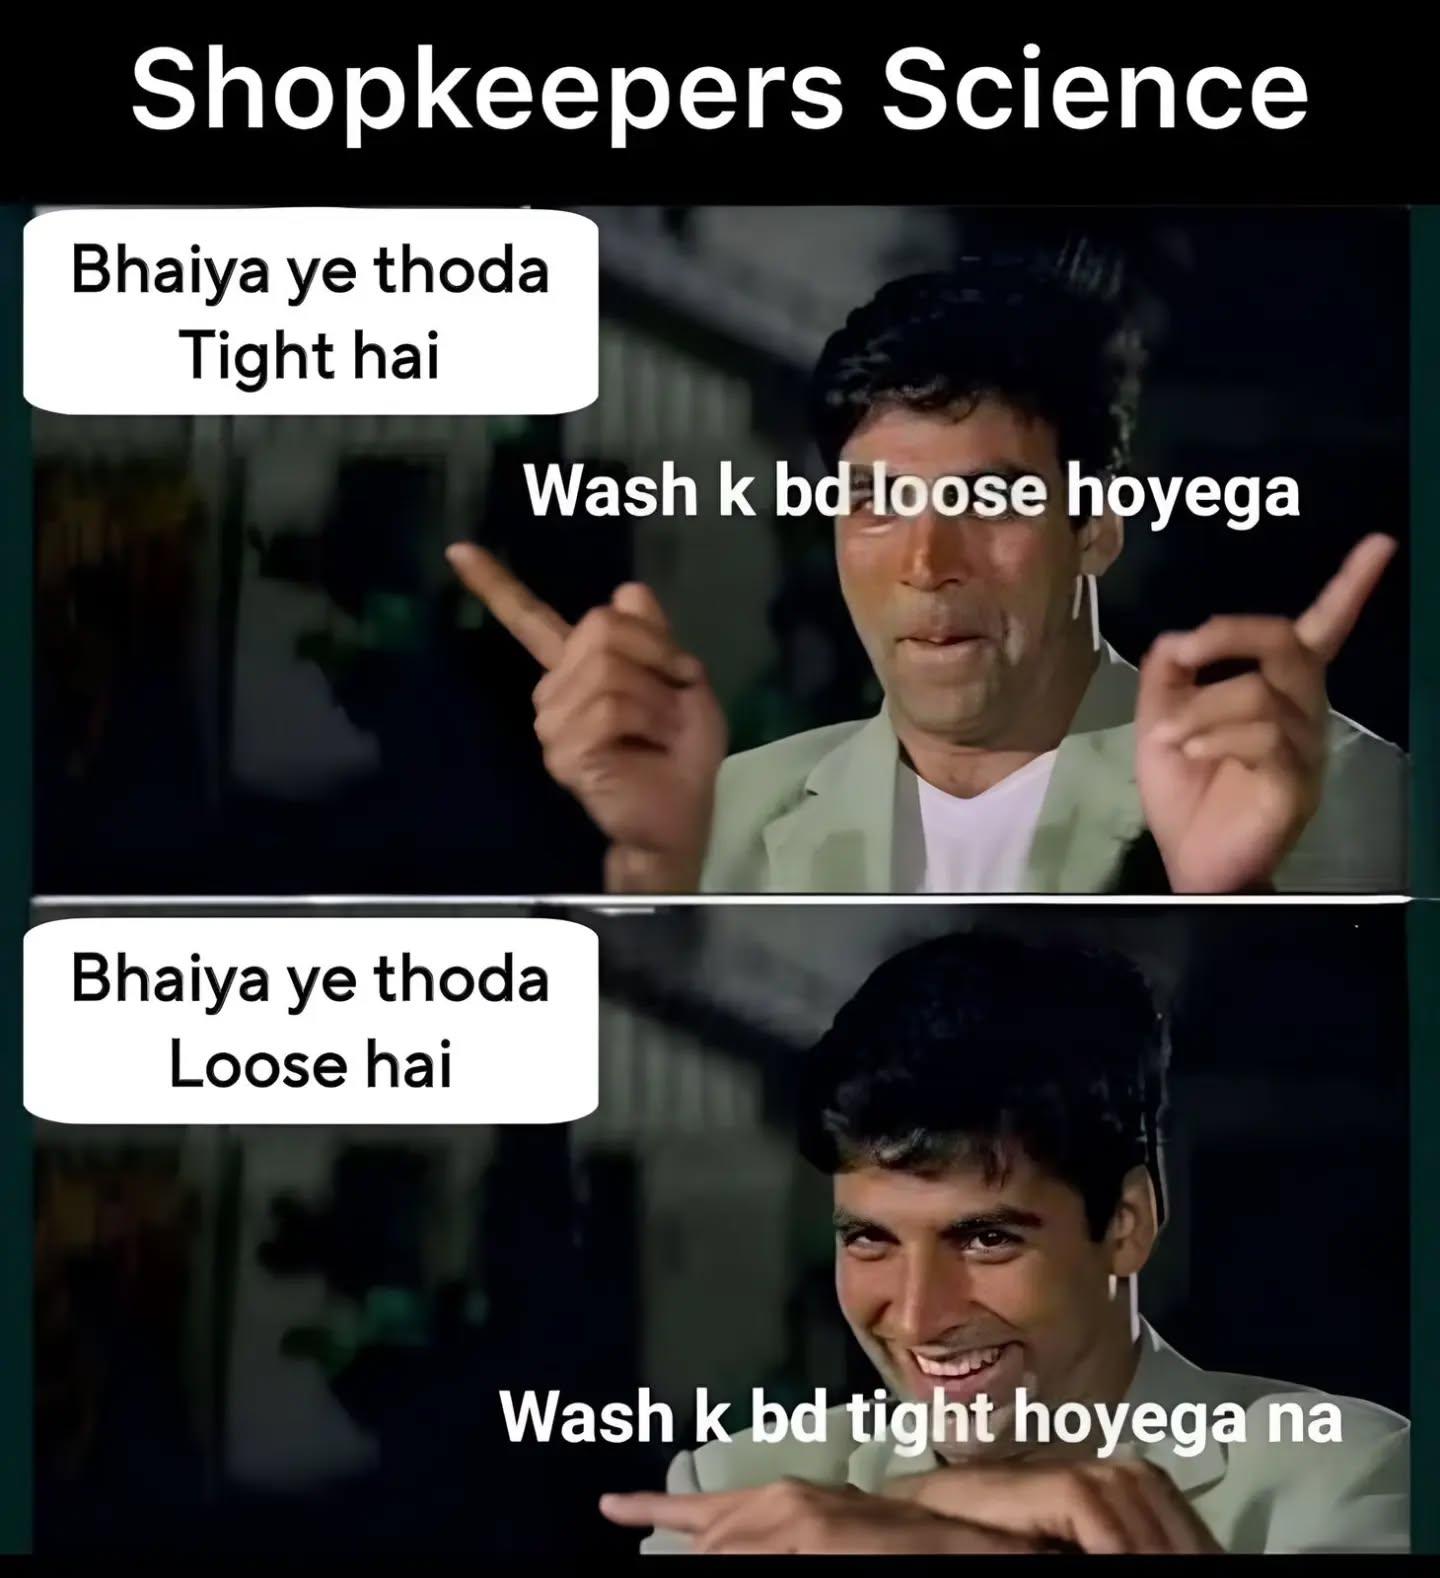 Shopkeepers Science
Bhaiya ye thoda
Tight hai
Wash k bd loose hoyega
Bhaiya ye thoda
Loose hai
Wash k bd tight hoyega na